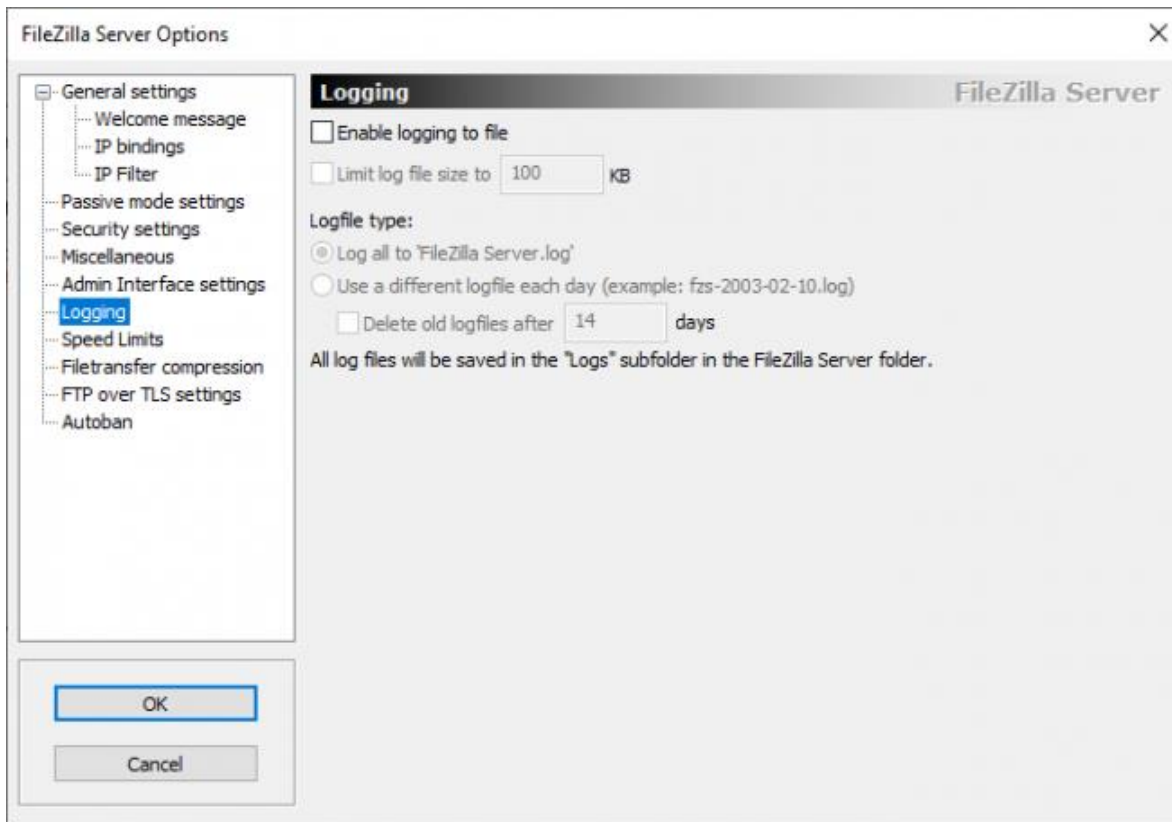 FileZilla Server Options
General settings
Welcome message
IP bindings
IP Filter
Passive mode settings
Security settings
Miscellaneous
Admin Interface settings
Logging
Speed Limits
Filetransfer compression
FTP over TLS settings
Autoban
OK
Cancel
Logging FileZilla Server
Enable logging to file
Limit log file size to 100 KB
Logfile type:
Log all to 'FileZilla Server.log'
Use a different logfile each day (example: fzs-2003-02-10.log)
Delete old logfiles after 14 days
All log files will be saved in the "Logs" subfolder in the FileZilla Server folder.